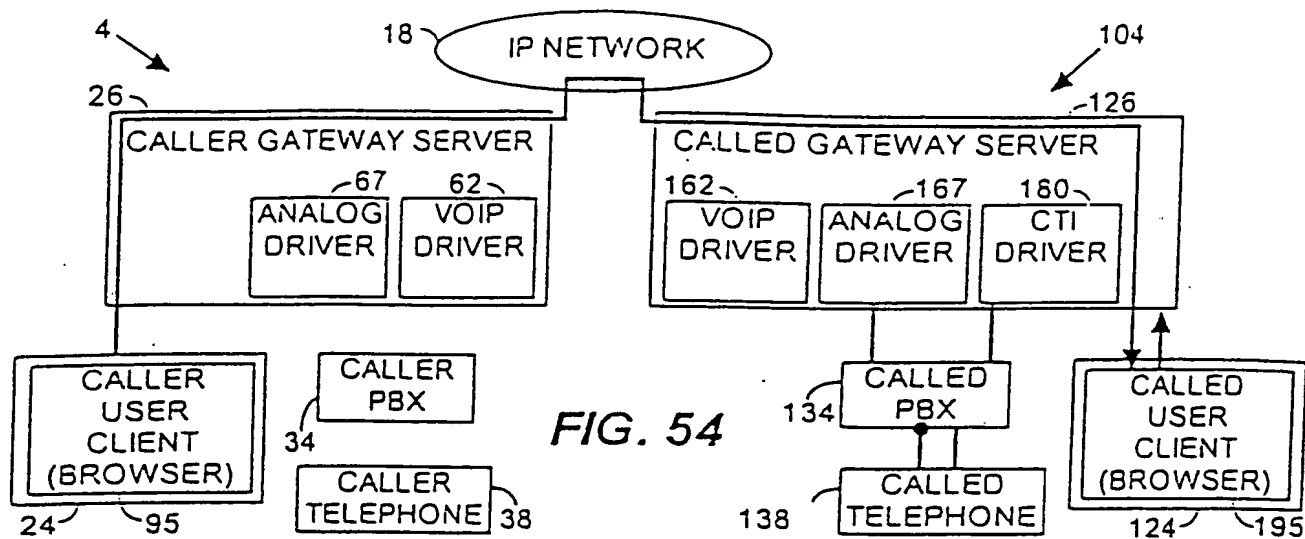 4
18
IP NETWORK
104
26
126
CALLER GATEWAY SERVER
CALLED GATEWAY SERVER
67
62
162
167
180
ANALOG
DRIVER
VOIP
DRIVER
VOIP
DRIVER
ANALOG
DRIVER
CTI
DRIVER
CALLER
USER
CLIENT
(BROWSER)
24
95
CALLER
PBX
34
CALLER
TELEPHONE
38
FIG. 54
134
CALLED
PBX
138
CALLED
TELEPHONE
CALLED
USER
CLIENT
(BROWSER)
124
195